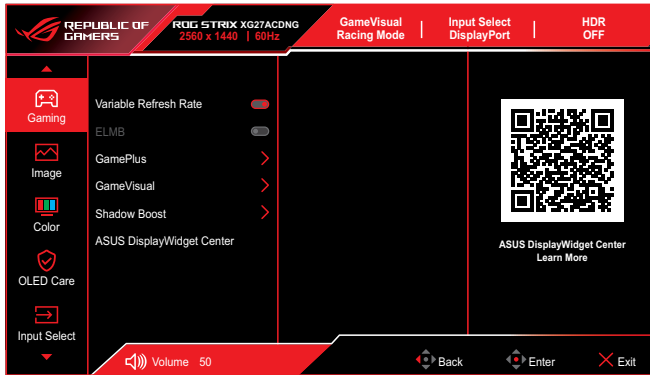 REPUBLIC OF
GAMERS
ROG STRIX XG27ACDNG
2560 x 1440 | 60Hz
GameVisual
Racing Mode
Input Select
DisplayPort
HDR
OFF
Gaming
Image
Color
OLED Care
Input Select
Variable Refresh Rate
ELMB
GamePlus
GameVisual
Shadow Boost
ASUS DisplayWidget Center
ASUS DisplayWidget Center
Learn More
Volume 50
Back
Enter
Exit